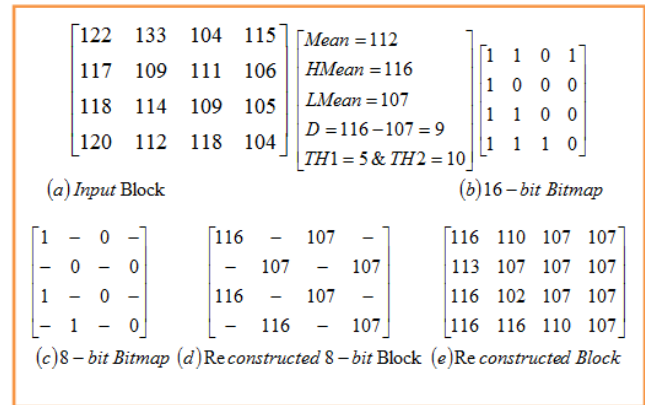 122 133 104 115
117 109 111 106
118 114 109 105
120 112 118 104
Mean = 112
HMean = 116
LMean = 107
D = 116 − 107 = 9
TH1 = 5 & TH2 = 10
1 1 0 1
1 0 0 0
1 1 0 0
1 1 1 0
(a) Input Block
(b) 16 − bit Bitmap
1 − 0 −
− 0 − 0
1 − 0 −
− 1 − 0
116 − 107 −
− 107 − 107
116 − 107 −
− 116 − 107
116 110 107 107
113 107 107 107
116 102 107 107
116 116 110 107
(c) 8 − bit Bitmap
(d) Reconstructed 8 − bit Block
(e) Reconstructed Block